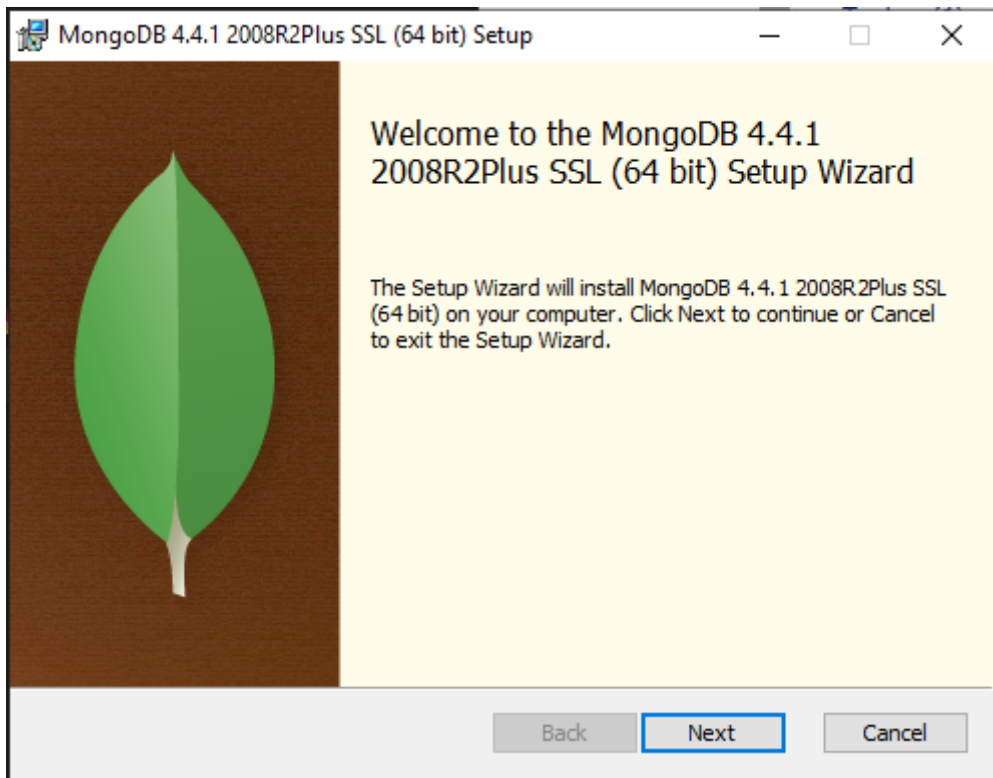 MongoDB 4.4.1 2008R2Plus SSL (64 bit) Setup
Welcome to the MongoDB 4.4.1
2008R2Plus SSL (64 bit) Setup Wizard
The Setup Wizard will install MongoDB 4.4.1 2008R2Plus SSL
(64 bit) on your computer. Click Next to continue or Cancel
to exit the Setup Wizard.
Back
Next
Cancel